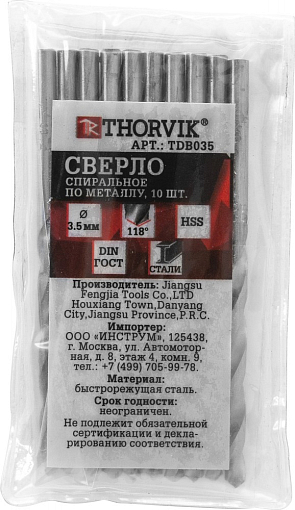 THORVIK®
АРТ.: TDB035
СВЕРЛО
СПИРАЛЬНОЕ
ПО МЕТАЛЛУ, 10 ШТ.
Ø
3.5мм
118°
HSS
DIN
ГОСТ
СТАЛИ
Производитель: Jiangsu
Fengjia Tools Co.,LTD
Houxiang Town,Danyang
City,Jiangsu Province,P.R.C.
Импортер:
ООО «ИНСТРУМ», 125438,
г. Москва, ул. Автомотор-
ная, д. 8, этаж 4, комн. 9,
тел.: +7 (499) 705-99-78.
Материал:
быстрорежущая сталь.
Срок годности:
неограничен.
Не подлежит обязательной
сертификации и декла-
рированию соответствия.